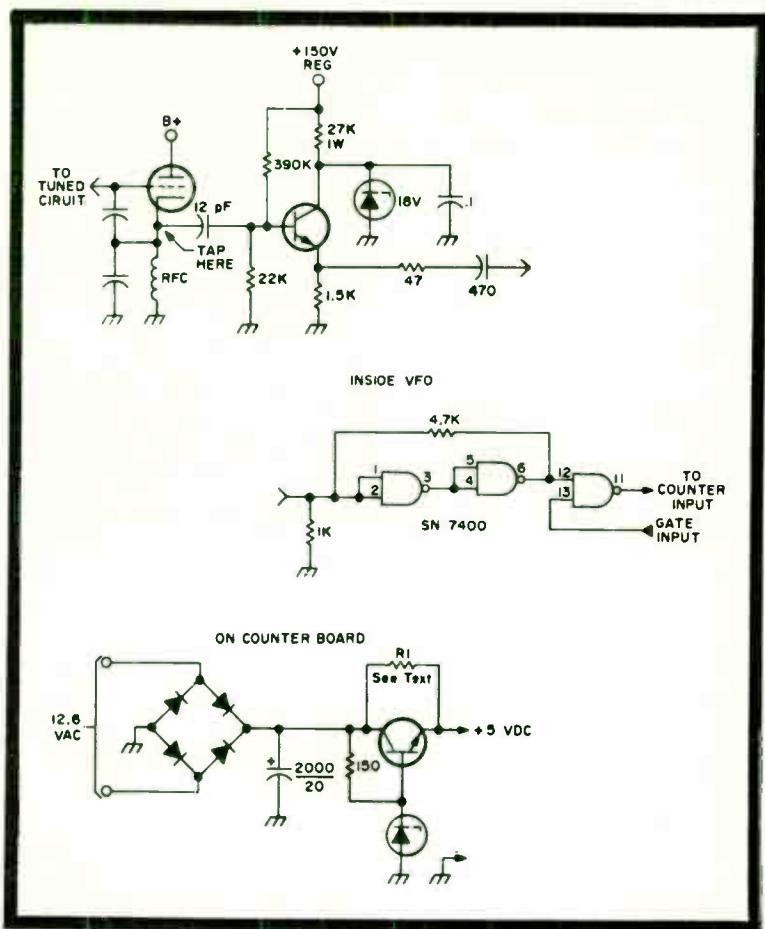 +150V
REG
B+
27K
1W
390K
TO
TUNED
CIRUIT
12 pF
18V
.1
TAP
HERE
RFC
22K
47
470
1.5K
INSIDE VFO
4.7K
1
2
3
5
4
6
12
13
11
TO
COUNTER
INPUT
GATE
INPUT
SN 7400
1K
ON COUNTER BOARD
R1
See Text
12.6
VAC
+5 VDC
+
2000
20
150